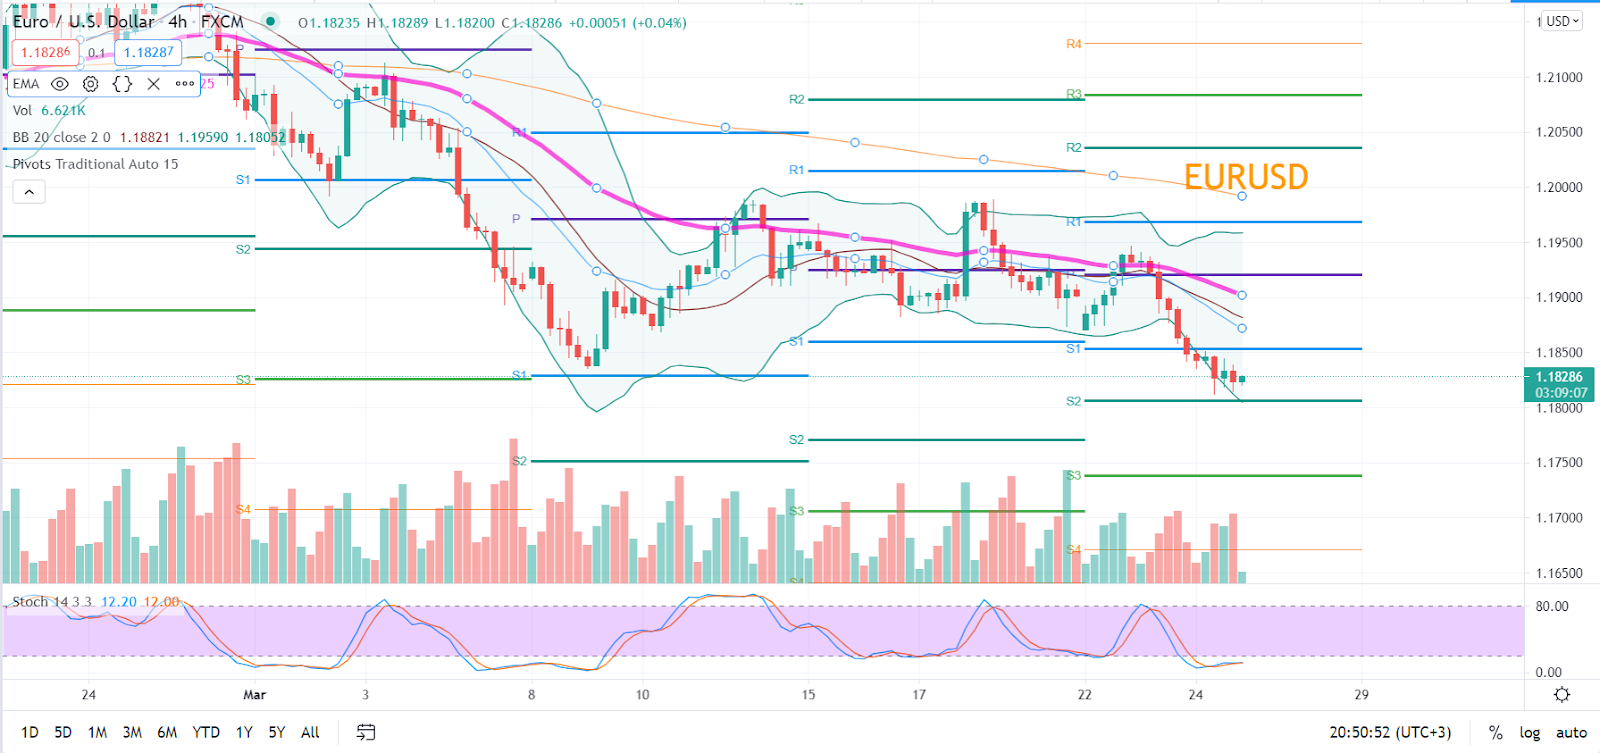 Euro / U.S. Dollar · 4h · FXCM O1.18235 H1.18289 L1.18200 C1.18286 +0.00051 (+0.04%)
USD
1.18286 0.1 1.18287
EMA 25
Vol 6.621K
BB 20 close 2 0 1.18821 1.19590 1.18052
Pivots Traditional Auto 15
EURUSD
P
S1
S2
S3
S4
R1
P
S1
S2
R2
R1
S1
S2
S3
S4
R4
R3
R2
R1
S1
S2
S3
S4
1.21000
1.20500
1.20000
1.19500
1.19000
1.18500
1.18286
03:09:07
1.18000
1.17500
1.17000
1.16500
Stoch 14 3 3 12.20 12.00
80.00
0.00
24 Mar 3 8 10 15 17 22 24 29
1D 5D 1M 3M 6M YTD 1Y 5Y All 20:50:52 (UTC+3) % log auto